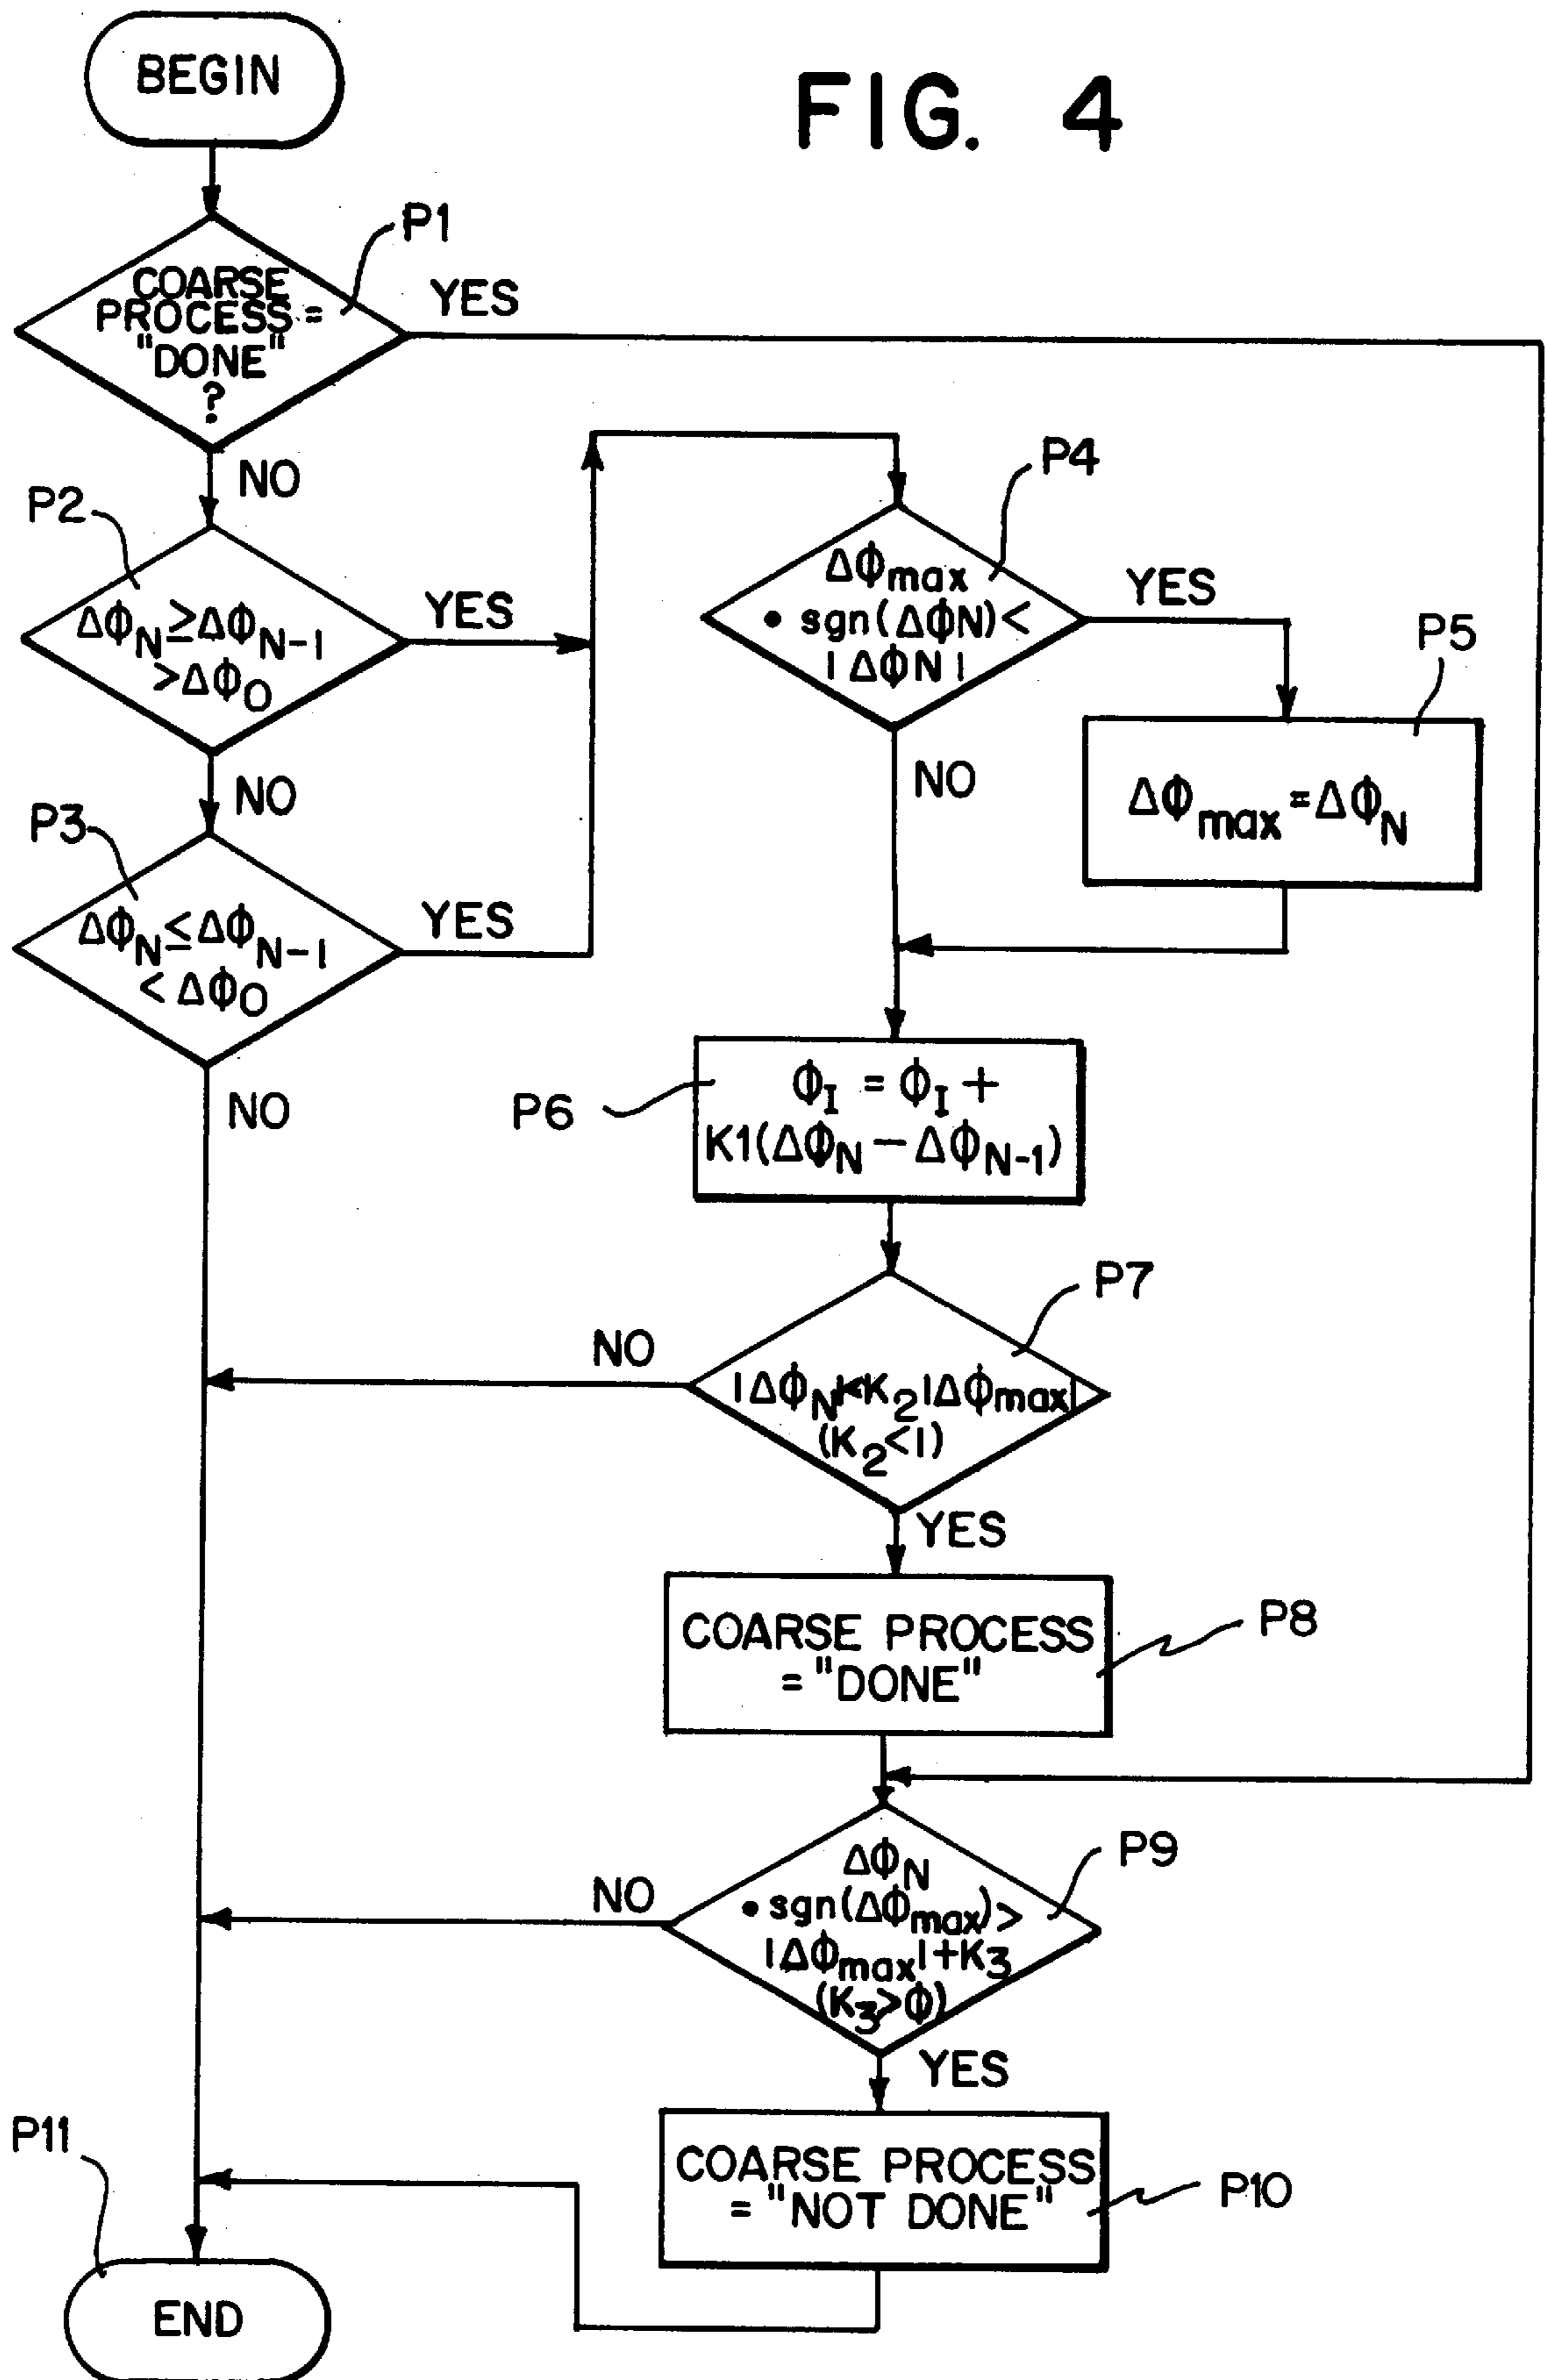 BEGIN
FIG. 4
P1
COARSE
PROCESS =
"DONE"
?
YES
NO
P2
ΔΦN≥ΔΦN-1
>ΔΦO
YES
NO
P3
ΔΦN≤ΔΦN-1
< ΔΦO
YES
NO
P4
ΔΦmax
• sgn(ΔΦN)<
|ΔΦN|
YES
NO
P5
ΔΦmax = ΔΦN
P6
ΦI = ΦI +
K1(ΔΦN − ΔΦN-1)
P7
|ΔΦN|<K2|ΔΦmax|
(K2<1)
NO
YES
P8
COARSE PROCESS
= "DONE"
P9
ΔΦN
• sgn(ΔΦmax)>
|ΔΦmax|+K3
(K3>Φ)
NO
YES
P10
COARSE PROCESS
= "NOT DONE"
P11
END